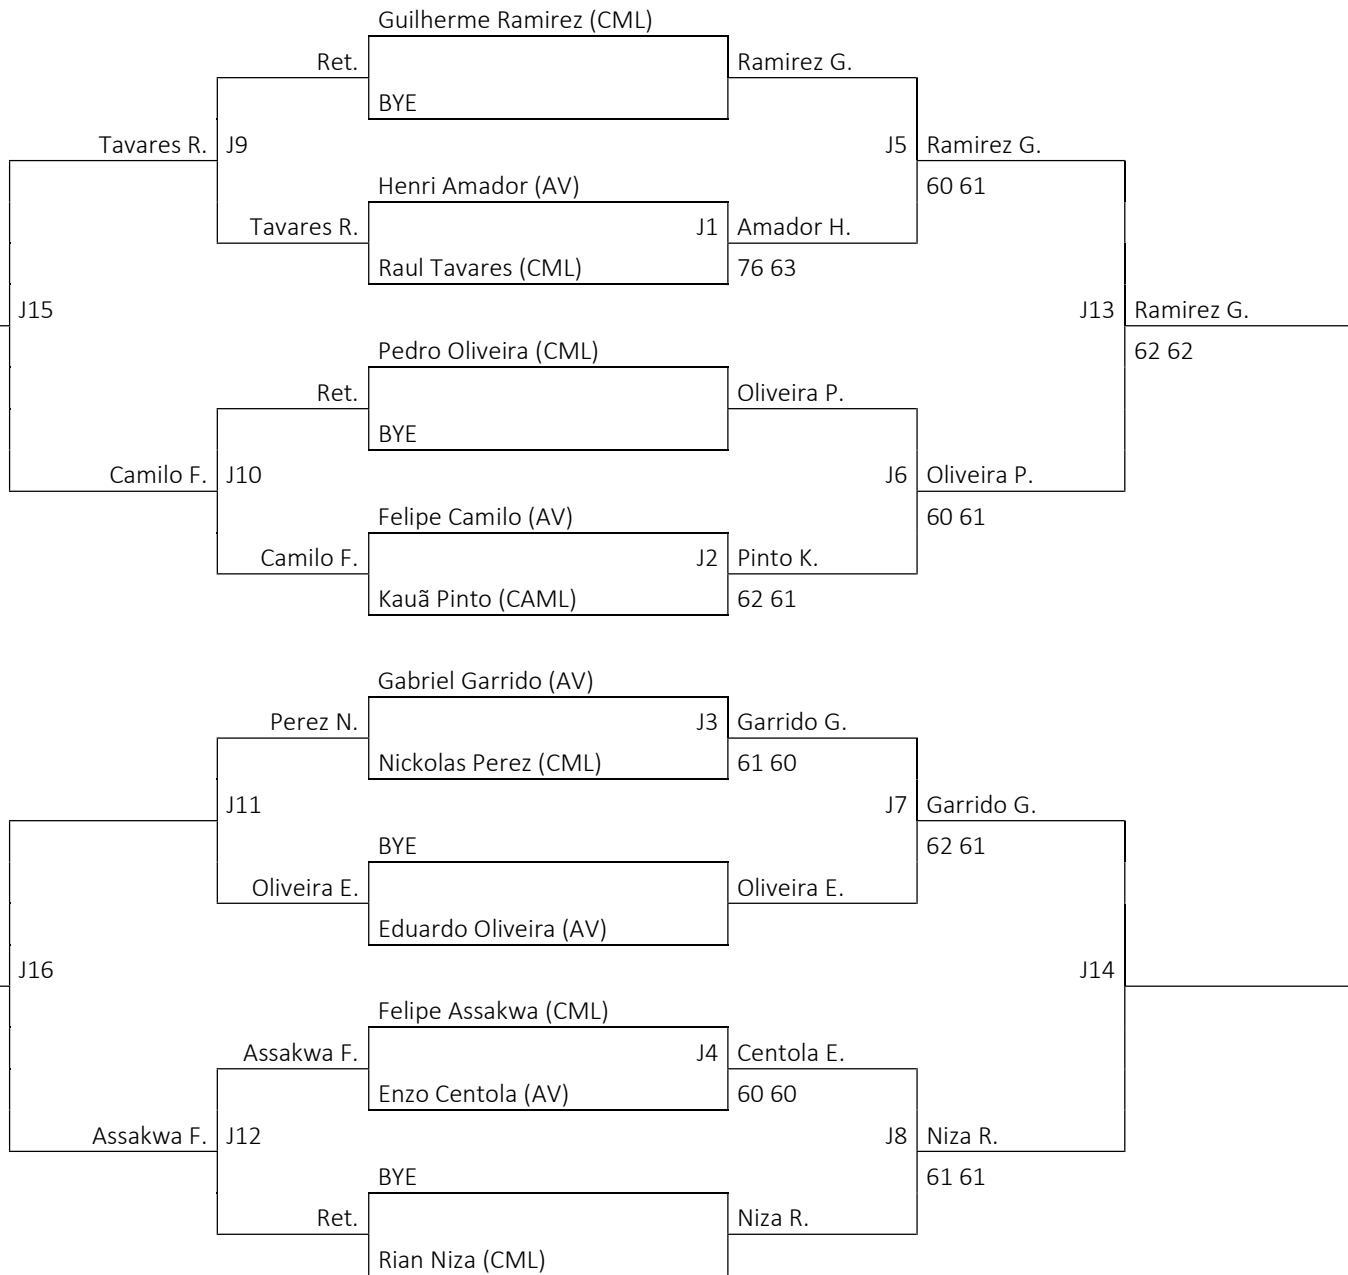 Guilherme Ramirez (CML)
Ret. Ramirez G.
BYE
Tavares R. J9 J5 Ramirez G.
Henri Amador (AV) 60 61
Tavares R. J1 Amador H.
Raul Tavares (CML) 76 63
J15 J13 Ramirez G.
Pedro Oliveira (CML) 62 62
Ret. Oliveira P.
BYE
Camilo F. J10 J6 Oliveira P.
Felipe Camilo (AV) 60 61
Camilo F. J2 Pinto K.
Kauã Pinto (CAML) 62 61
Gabriel Garrido (AV)
Perez N. J3 Garrido G.
Nickolas Perez (CML) 61 60
J11 J7 Garrido G.
BYE 62 61
Oliveira E. Oliveira E.
Eduardo Oliveira (AV)
J16 J14
Felipe Assakwa (CML)
Assakwa F. J4 Centola E.
Enzo Centola (AV) 60 60
Assakwa F. J12 J8 Niza R.
BYE 61 61
Ret. Niza R.
Rian Niza (CML)